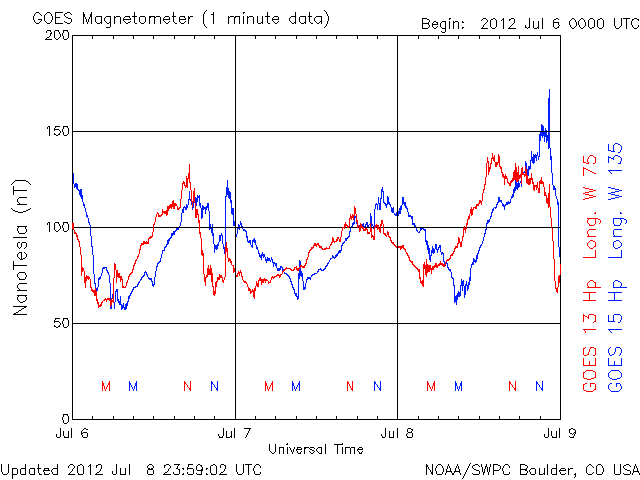 GOES Magnetometer (1 minute data)
Begin: 2012 Jul 6 0000 UTC
200
150
100
50
0
NanoTesla (nT)
M M N N M M N N M M N N
Jul 6 Jul 7 Jul 8 Jul 9
Universal Time
GOES 13 Hp Long. W 75
GOES 15 Hp Long. W 135
Updated 2012 Jul 8 23:59:02 UTC
NOAA/SWPC Boulder, CO USA